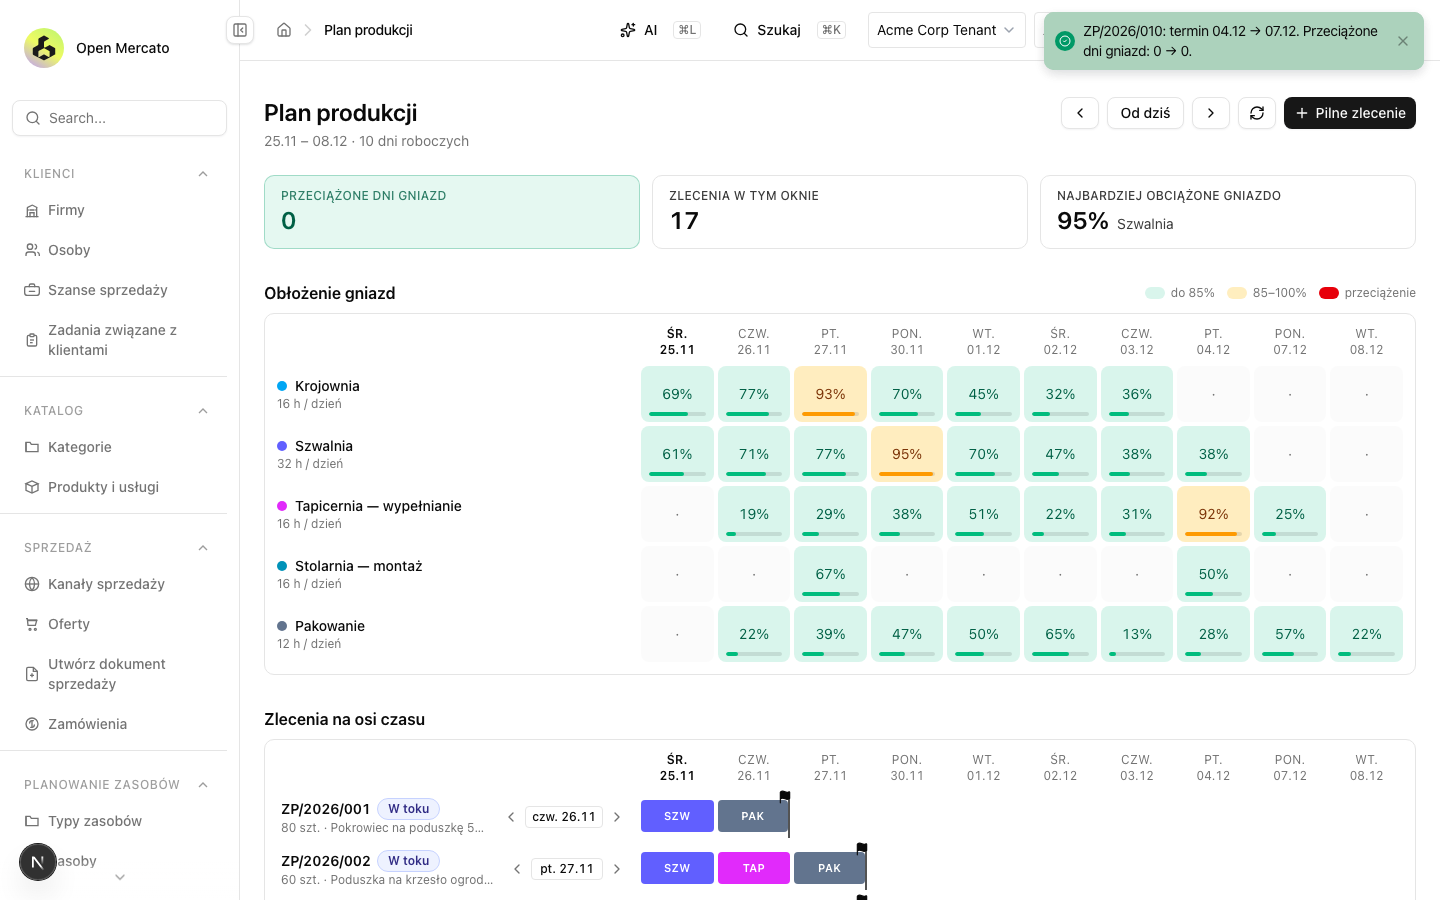 Open Mercato
Search...
KLIENCI
Firmy
Osoby
Szanse sprzedaży
Zadania związane z
klientami
KATALOG
Kategorie
Produkty i usługi
SPRZEDAŻ
Kanały sprzedaży
Oferty
Utwórz dokument
sprzedaży
Zamówienia
PLANOWANIE ZASOBÓW
Typy zasobów
asoby
N
Plan produkcji
AI ⌘L
Szukaj ⌘K
Acme Corp Tenant
ZP/2026/010: termin 04.12 → 07.12. Przeciążone
dni gniazd: 0 → 0.
Plan produkcji
25.11 – 08.12 · 10 dni roboczych
Od dziś
Pilne zlecenie
PRZECIĄŻONE DNI GNIAZD
0
ZLECENIA W TYM OKNIE
17
NAJBARDZIEJ OBCIĄŻONE GNIAZDO
95% Szwalnia
Obłożenie gniazd
do 85% 85–100% przeciążenie
ŚR. CZW. PT. PON. WT. ŚR. CZW. PT. PON. WT.
25.11 26.11 27.11 30.11 01.12 02.12 03.12 04.12 07.12 08.12
Krojownia
16 h / dzień
69% 77% 93% 70% 45% 32% 36% · · ·
Szwalnia
32 h / dzień
61% 71% 77% 95% 70% 47% 38% 38% · ·
Tapicernia — wypełnianie
16 h / dzień
· 19% 29% 38% 51% 22% 31% 92% 25% ·
Stolarnia — montaż
16 h / dzień
· · 67% · · · · 50% · ·
Pakowanie
12 h / dzień
· 22% 39% 47% 50% 65% 13% 28% 57% 22%
Zlecenia na osi czasu
ŚR. CZW. PT. PON. WT. ŚR. CZW. PT. PON. WT.
25.11 26.11 27.11 30.11 01.12 02.12 03.12 04.12 07.12 08.12
ZP/2026/001 W toku
80 szt. · Pokrowiec na poduszkę 5...
czw. 26.11
SZW PAK
ZP/2026/002 W toku
60 szt. · Poduszka na krzesło ogrod...
pt. 27.11
SZW TAP PAK